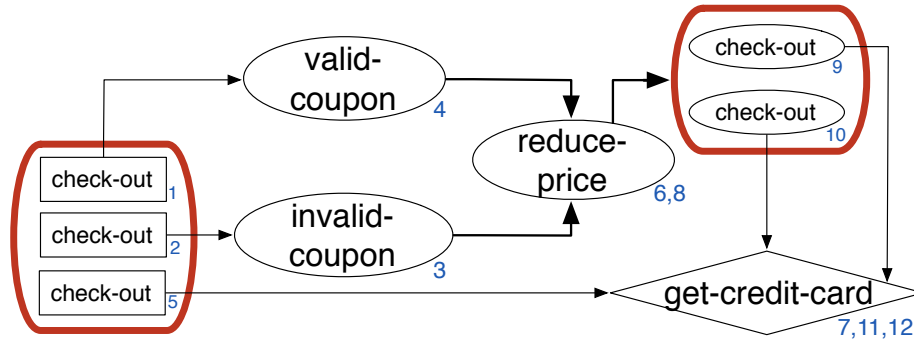 valid-
coupon
4
check-out
9
check-out
10
reduce-
price
6,8
check-out
1
check-out
2
check-out
5
invalid-
coupon
3
get-credit-card
7,11,12